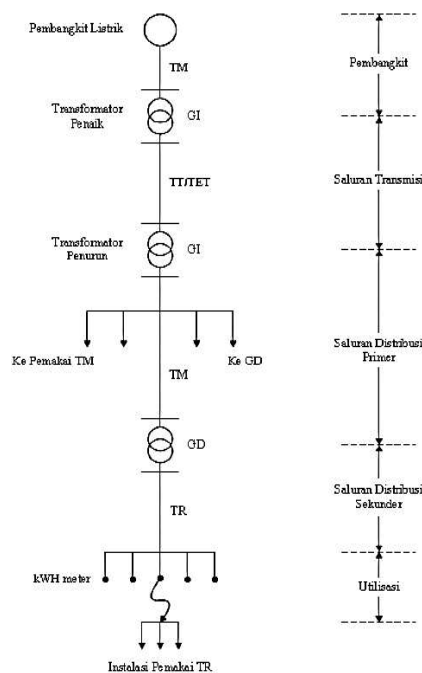 Pembangkit Listrik
Pembangkit
TM
Transformator
Penaik
GI
TT/TET
Saluran Transmisi
Transformator
Penurun
GI
Ke Pemakai TM
Ke GD
Saluran Distribusi
Primer
TM
GD
TR
Saluran Distribusi
Sekunder
kWH meter
Utilisasi
Instalasi Pemakai TR